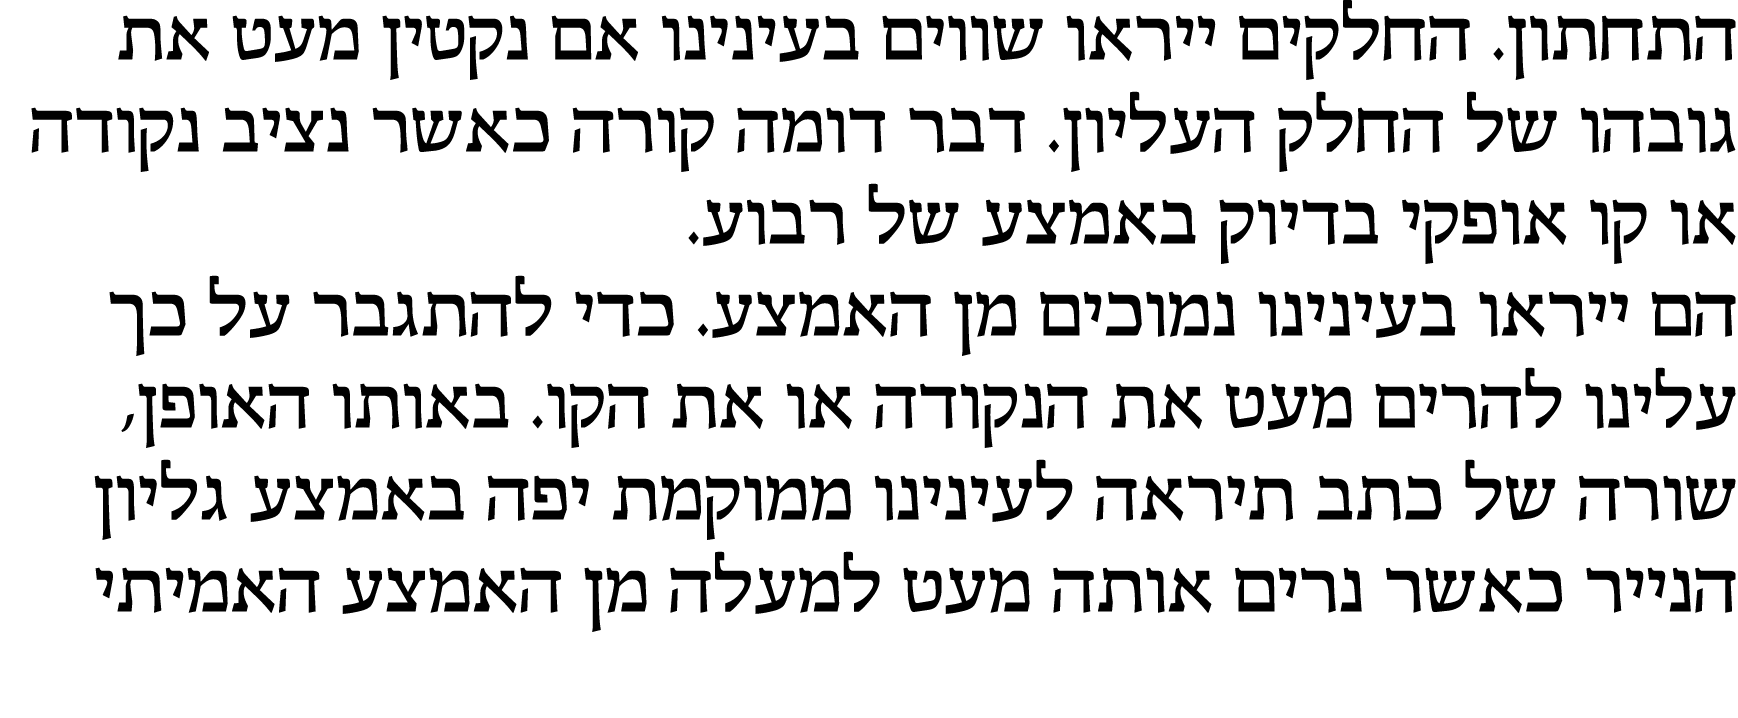 התחתון. החלקים ייראו שווים בעינינו אם נקטין מעט את
גובהו של החלק העליון. דבר דומה קורה כאשר נציב נקודה
או קו אופקי בדיוק באמצע של רבוע.
הם ייראו בעינינו נמוכים מן האמצע. כדי להתגבר על כך
עלינו להרים מעט את הנקודה או את הקו. באותו האופן,
שורה של כתב תיראה לעינינו ממוקמת יפה באמצע גליון
הנייר כאשר נרים אותה מעט למעלה מן האמצע האמיתי